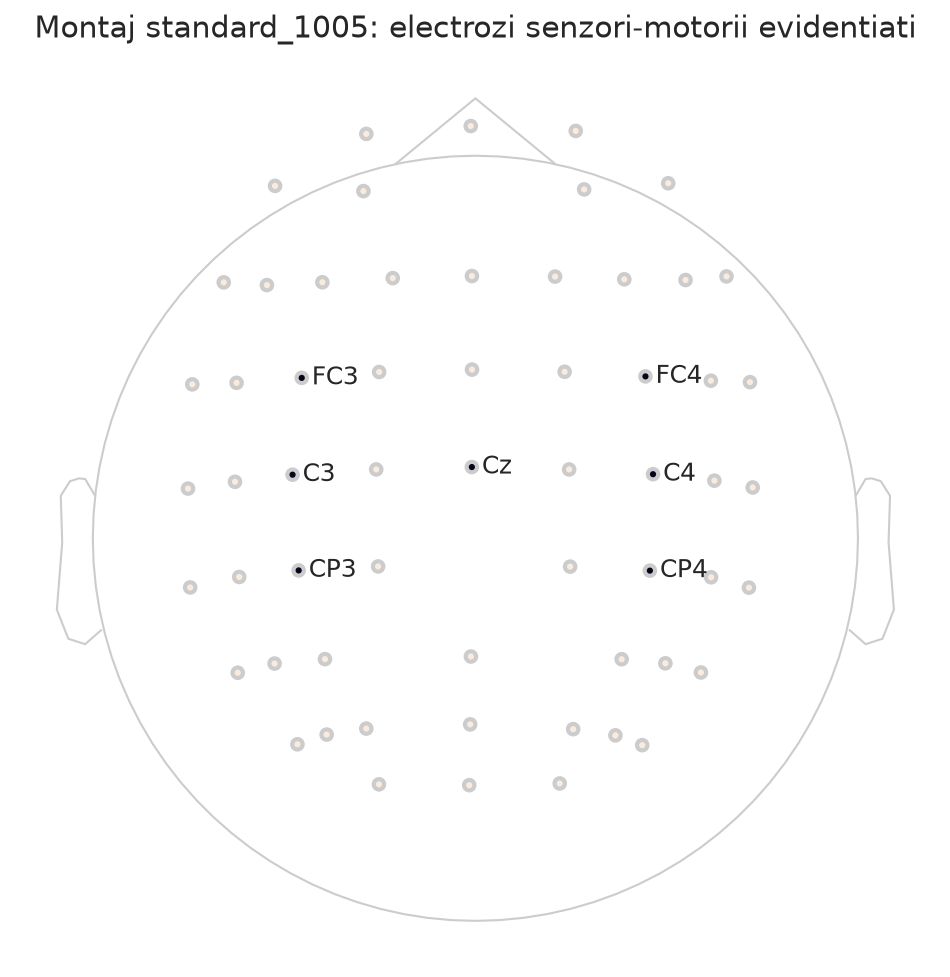 Montaj standard_1005: electrozi senzori-motorii evidentiati
FC3 FC4
C3 Cz C4
CP3 CP4